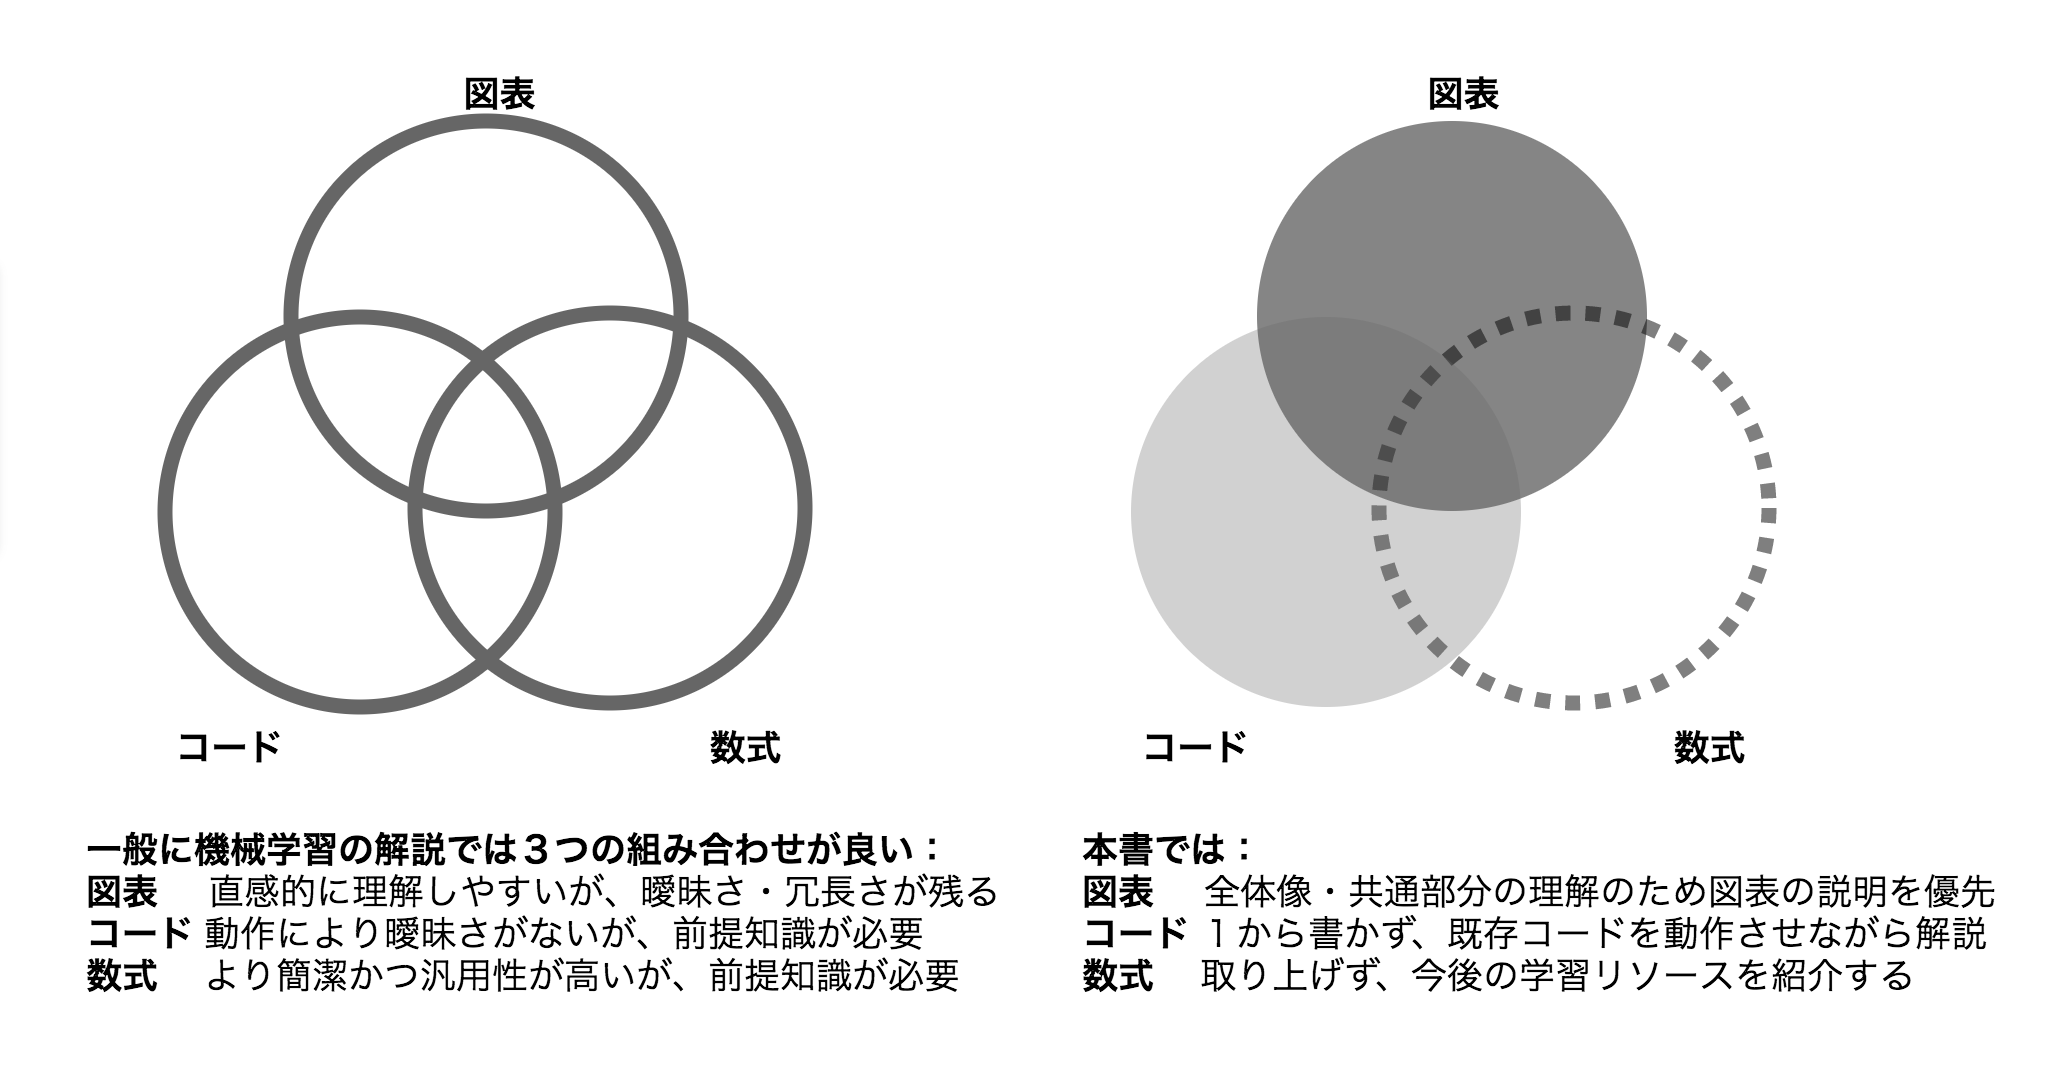 図表
コード
数式
一般に機械学習の解説では３つの組み合わせが良い：
図表 直感的に理解しやすいが、曖昧さ・冗長さが残る
コード 動作により曖昧さがないが、前提知識が必要
数式 より簡潔かつ汎用性が高いが、前提知識が必要
図表
コード
数式
本書では：
図表 全体像・共通部分の理解のため図表の説明を優先
コード １から書かず、既存コードを動作させながら解説
数式 取り上げず、今後の学習リソースを紹介する